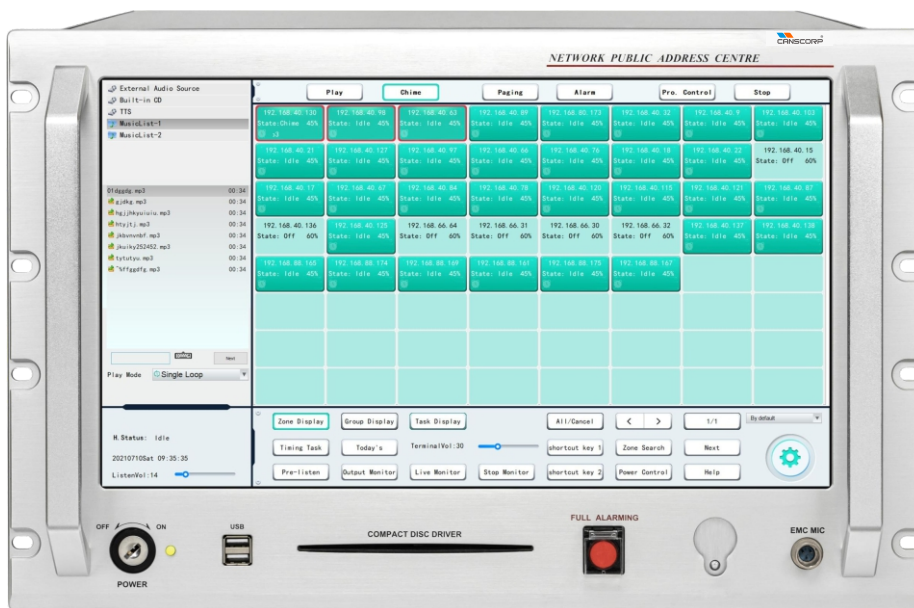 CANSCORP
NETWORK PUBLIC ADDRESS CENTRE
External Audio Source
Built-in CD
TTS
MusicList-1
MusicList-2
01dggdg.mp3 00:34
gjdkg.mp3 00:34
hgjjhkyuiuiu.mp3 00:34
htyjtj.mp3 00:34
jkbvnvnbf.mp3 00:34
jkuiky252452.mp3 00:34
tytutyu.mp3 00:34
00:34
Next
Play Mode Single Loop
H.Status: Idle
20210710Sat 09:35:35
ListenVol:14
Play Chime Paging Alarm Pro. Control Stop
192.168.40.130 192.168.40.98 192.168.40.63 192.168.40.89 192.168.80.173 192.168.40.32 192.168.40.9 192.168.40.103
State:Chime 45% State: Idle 45% State: Idle 45% State: Idle 45% State: Idle 45% State: Idle 45% State: Idle 45% State: Idle 45%
x3
192.168.40.21 192.168.40.127 192.168.40.97 192.168.40.66 192.168.40.76 192.168.40.18 192.168.40.22 192.168.40.15
State: Idle 45% State: Idle 45% State: Idle 45% State: Idle 45% State: Idle 45% State: Idle 45% State: Idle 45% State: Off 60%
192.168.40.17 192.168.40.67 192.168.40.84 192.168.40.78 192.168.40.120 192.168.40.115 192.168.40.121 192.168.40.87
State: Idle 45% State: Idle 45% State: Idle 45% State: Idle 45% State: Idle 45% State: Idle 45% State: Idle 45% State: Idle 45%
192.168.40.136 192.168.40.125 192.168.66.64 192.168.66.31 192.168.66.30 192.168.66.32 192.168.40.137 192.168.40.138
State: Off 60% State: Idle 45% State: Off 60% State: Off 60% State: Off 60% State: Off 60% State: Idle 45% State: Idle 45%
192.168.88.165 192.168.88.174 192.168.88.169 192.168.88.161 192.168.88.175 192.168.88.167
State: Idle 45% State: Idle 45% State: Idle 45% State: Idle 45% State: Idle 45% State: Idle 45%
Zone Display Group Display Task Display All/Cancel < > 1/1 By default
Timing Task Today's TerminalVol:30 shortcut key 1 Zone Search Next
Pre-listen Output Monitor Live Monitor Stop Monitor shortcut key 2 Power Control Help
OFF ON
POWER
USB
COMPACT DISC DRIVER
FULL ALARMING
EMC MIC